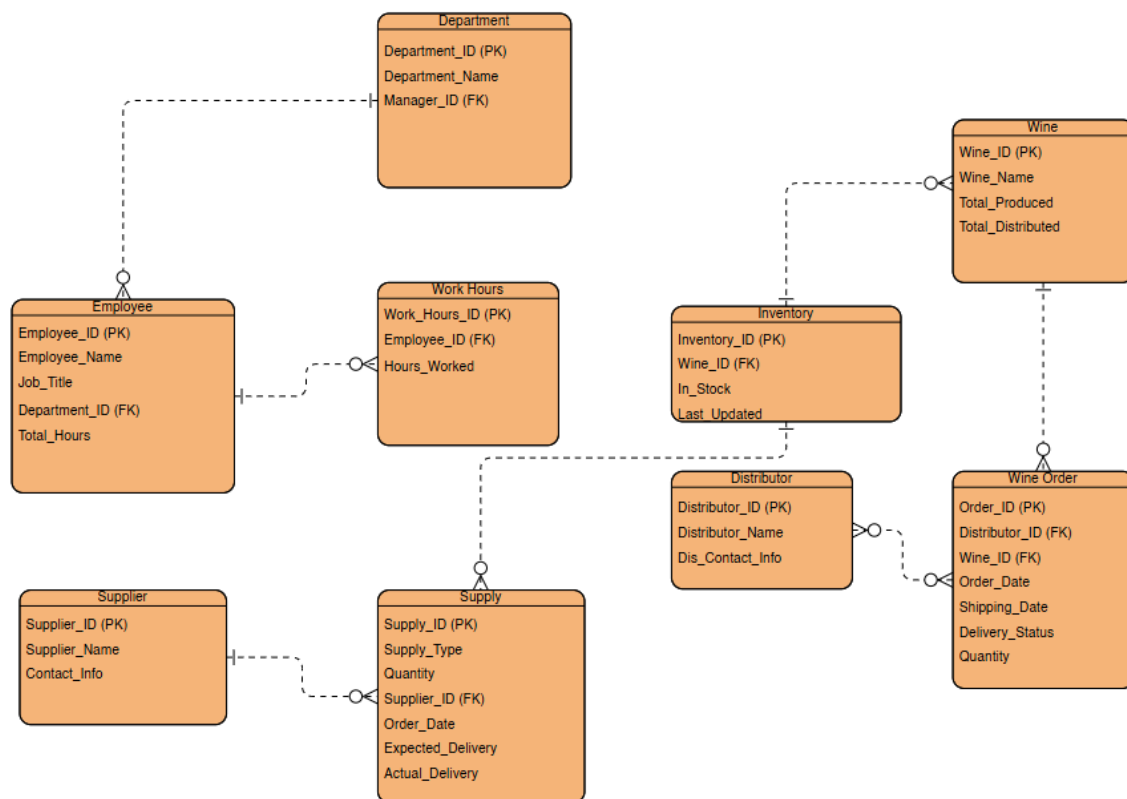 Department
Department_ID (PK)
Department_Name
Manager_ID (FK)
Wine
Wine_ID (PK)
Wine_Name
Total_Produced
Total_Distributed
Employee
Employee_ID (PK)
Employee_Name
Job_Title
Department_ID (FK)
Total_Hours
Work Hours
Work_Hours_ID (PK)
Employee_ID (FK)
Hours_Worked
Inventory
Inventory_ID (PK)
Wine_ID (FK)
In_Stock
Last_Updated
Distributor
Distributor_ID (PK)
Distributor_Name
Dis_Contact_Info
Wine Order
Order_ID (PK)
Distributor_ID (FK)
Wine_ID (FK)
Order_Date
Shipping_Date
Delivery_Status
Quantity
Supplier
Supplier_ID (PK)
Supplier_Name
Contact_Info
Supply
Supply_ID (PK)
Supply_Type
Quantity
Supplier_ID (FK)
Order_Date
Expected_Delivery
Actual_Delivery